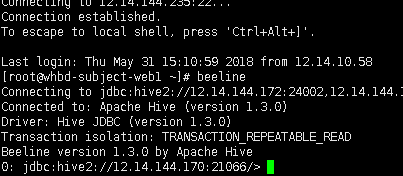 Connecting to 12.14.144.235:22...
Connection established.
To escape to local shell, press 'Ctrl+Alt+]'.
Last login: Thu May 31 15:10:59 2018 from 12.14.10.58
[root@whbd-subject-web1 ~]# beeline
Connecting to jdbc:hive2://12.14.144.172:24002,12.14.144.1
Connected to: Apache Hive (version 1.3.0)
Driver: Hive JDBC (version 1.3.0)
Transaction isolation: TRANSACTION_REPEATABLE_READ
Beeline version 1.3.0 by Apache Hive
0: jdbc:hive2://12.14.144.170:21066/>